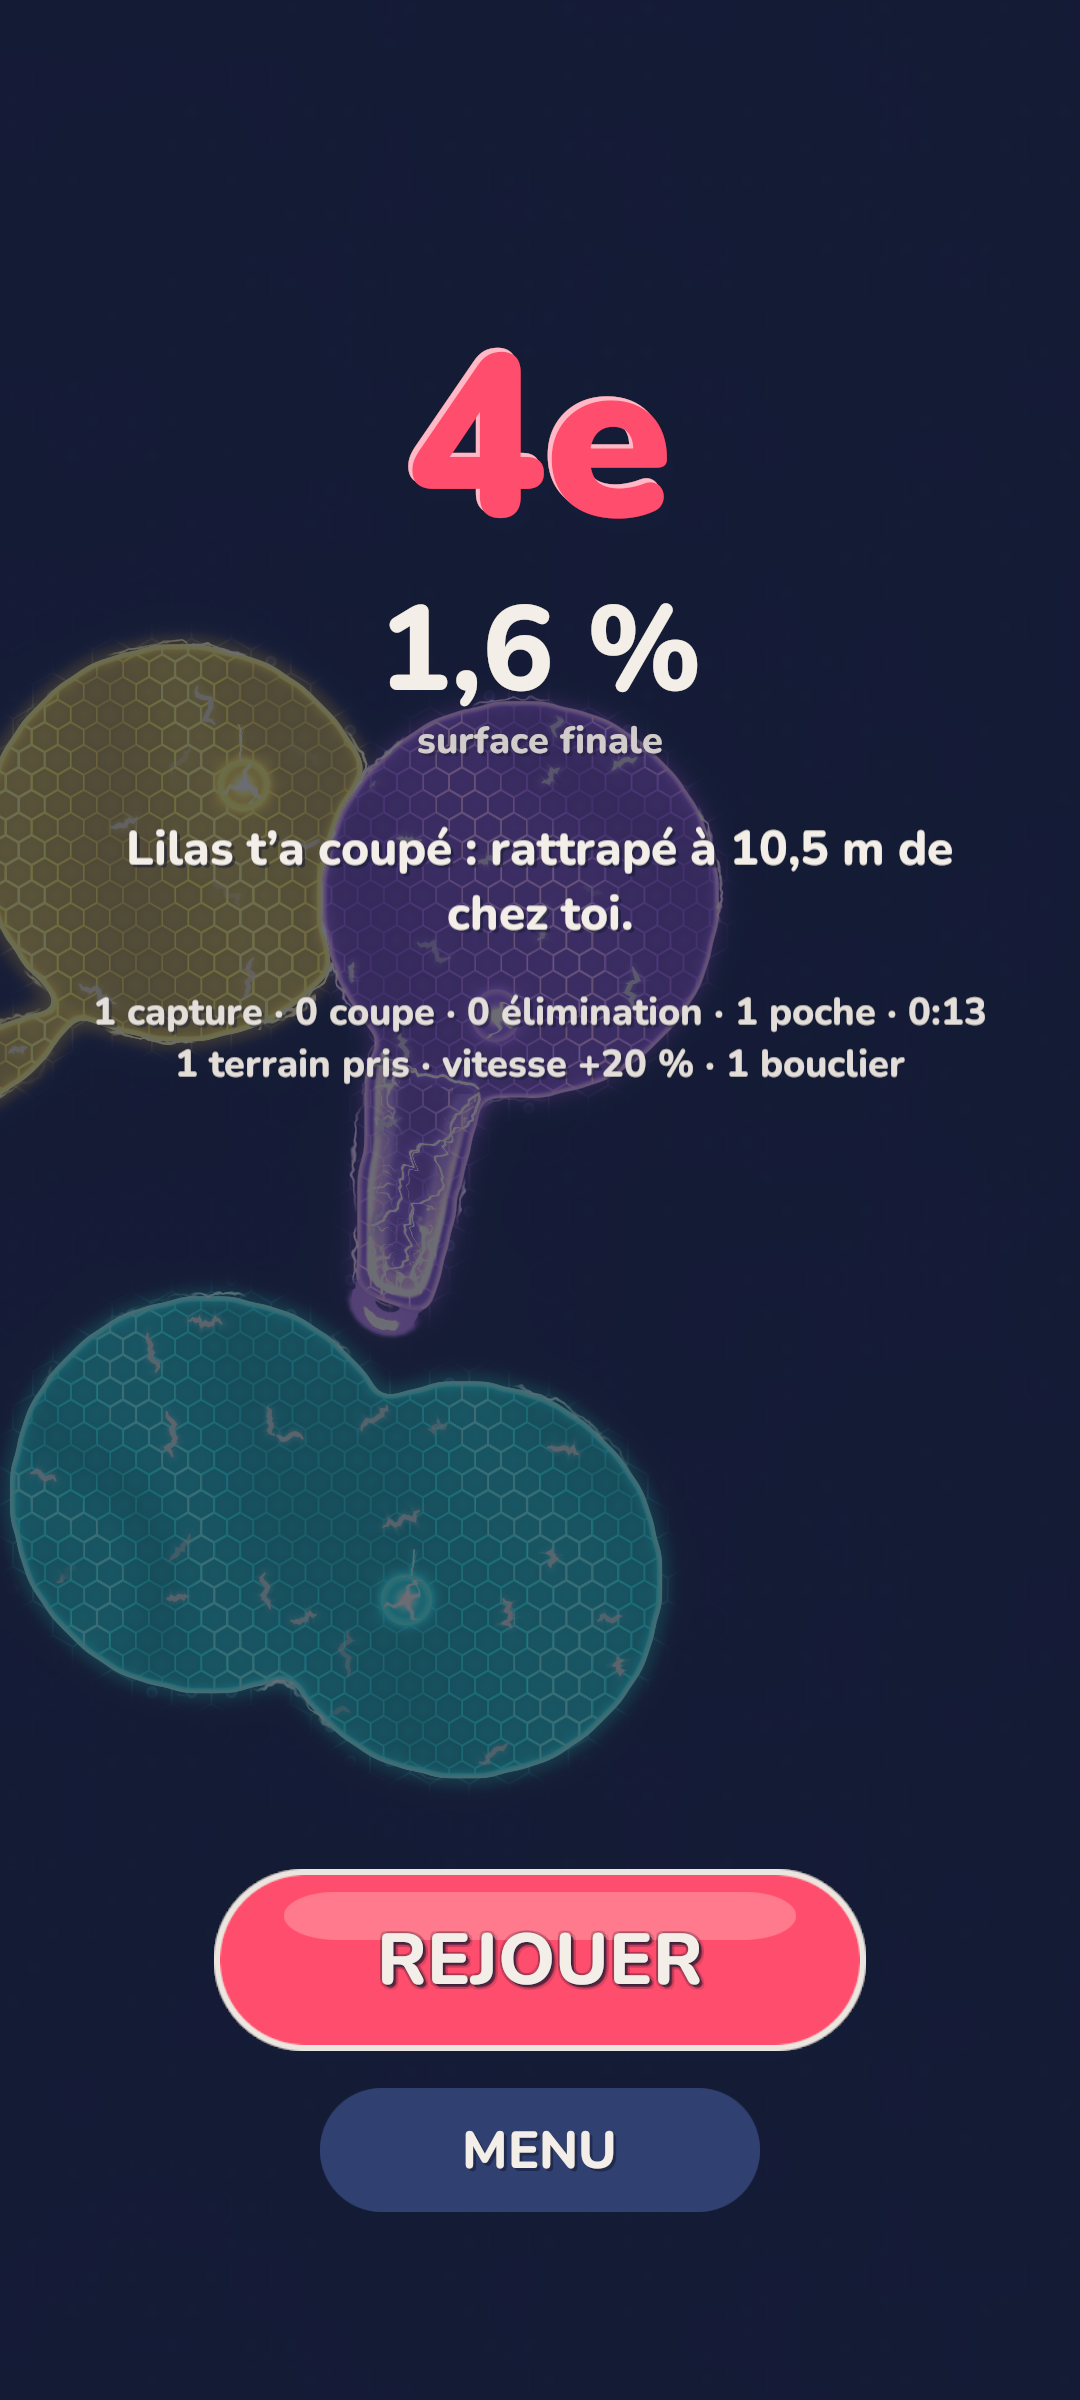 4e
1,6 %
surface finale
Lilas t’a coupé : rattrapé à 10,5 m de
chez toi.
1 capture · 0 coupe · 0 élimination · 1 poche · 0:13
1 terrain pris · vitesse +20 % · 1 bouclier
REJOUER
MENU